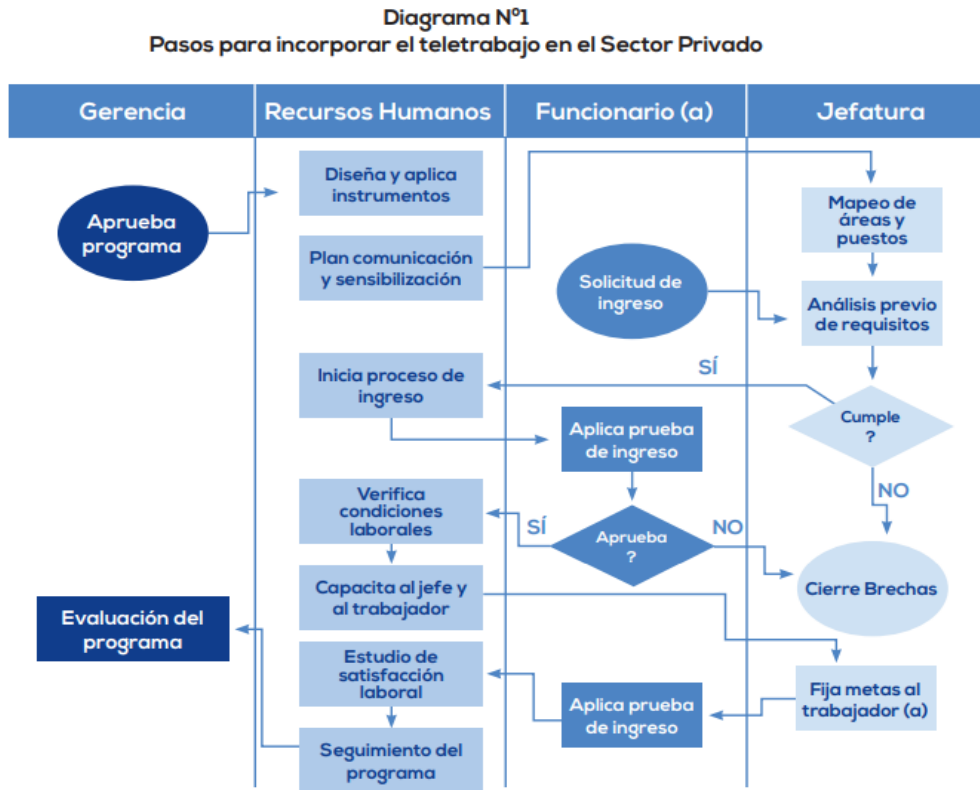 Diagrama Nº1
Pasos para incorporar el teletrabajo en el Sector Privado
Gerencia
Recursos Humanos
Funcionario (a)
Jefatura
Aprueba
programa
Diseña y aplica
instrumentos
Plan comunicación
y sensibilización
Mapeo de
áreas y
puestos
Solicitud de
ingreso
Análisis previo
de requisitos
SÍ
Inicia proceso de
ingreso
Cumple
?
Aplica prueba
de ingreso
NO
Verifica
condiciones
laborales
SÍ
Aprueba
?
NO
Cierre Brechas
Capacita al jefe y
al trabajador
Evaluación del
programa
Estudio de
satisfacción
laboral
Aplica prueba
de ingreso
Fija metas al
trabajador (a)
Seguimiento del
programa